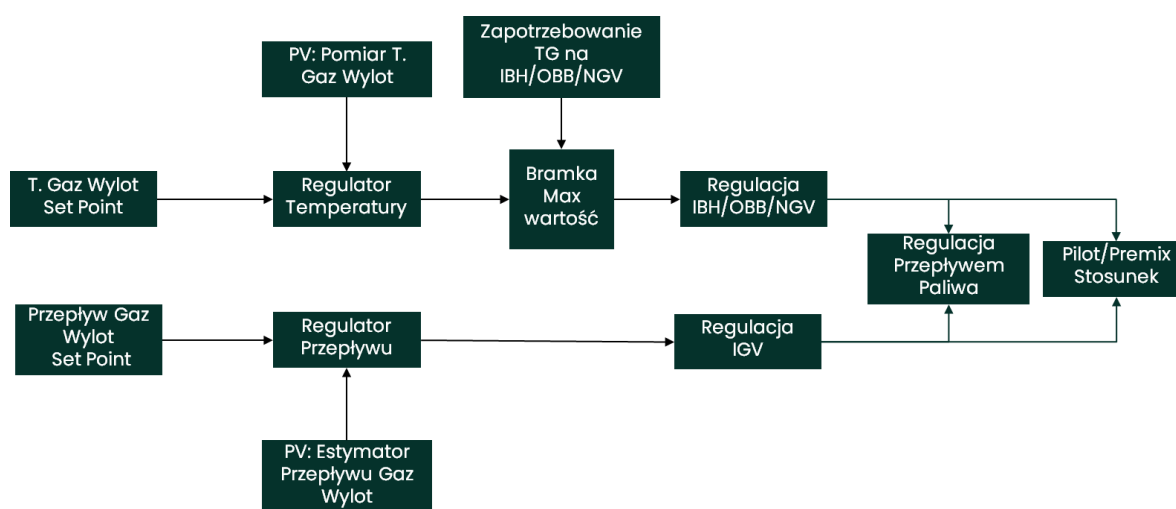 PV: Pomiar T.
Gaz Wylot
Zapotrzebowanie
TG na
IBH/OBB/NGV
T. Gaz Wylot
Set Point
Regulator
Temperatury
Bramka
Max
wartość
Regulacja
IBH/OBB/NGV
Regulacja
Przepływem
Paliwa
Pilot/Premix
Stosunek
Przepływ Gaz
Wylot
Set Point
Regulator
Przepływu
Regulacja
IGV
PV: Estymator
Przepływu Gaz
Wylot